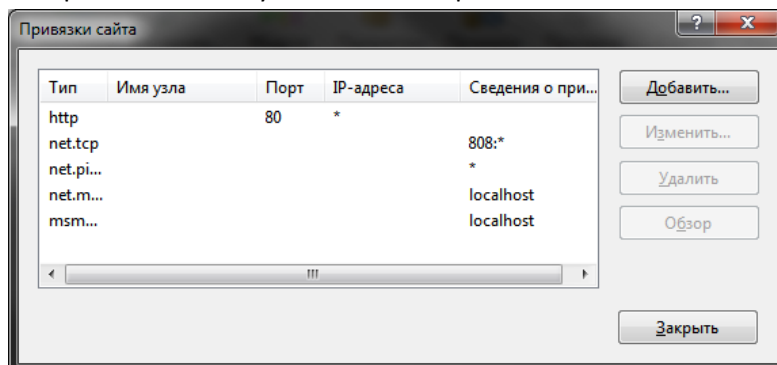 Привязки сайта
Тип Имя узла Порт IP-адреса Сведения о при...
http 80 *
net.tcp 808:*
net.pi... *
net.m... localhost
msm... localhost
Добавить...
Изменить...
Удалить
Обзор
Закрыть